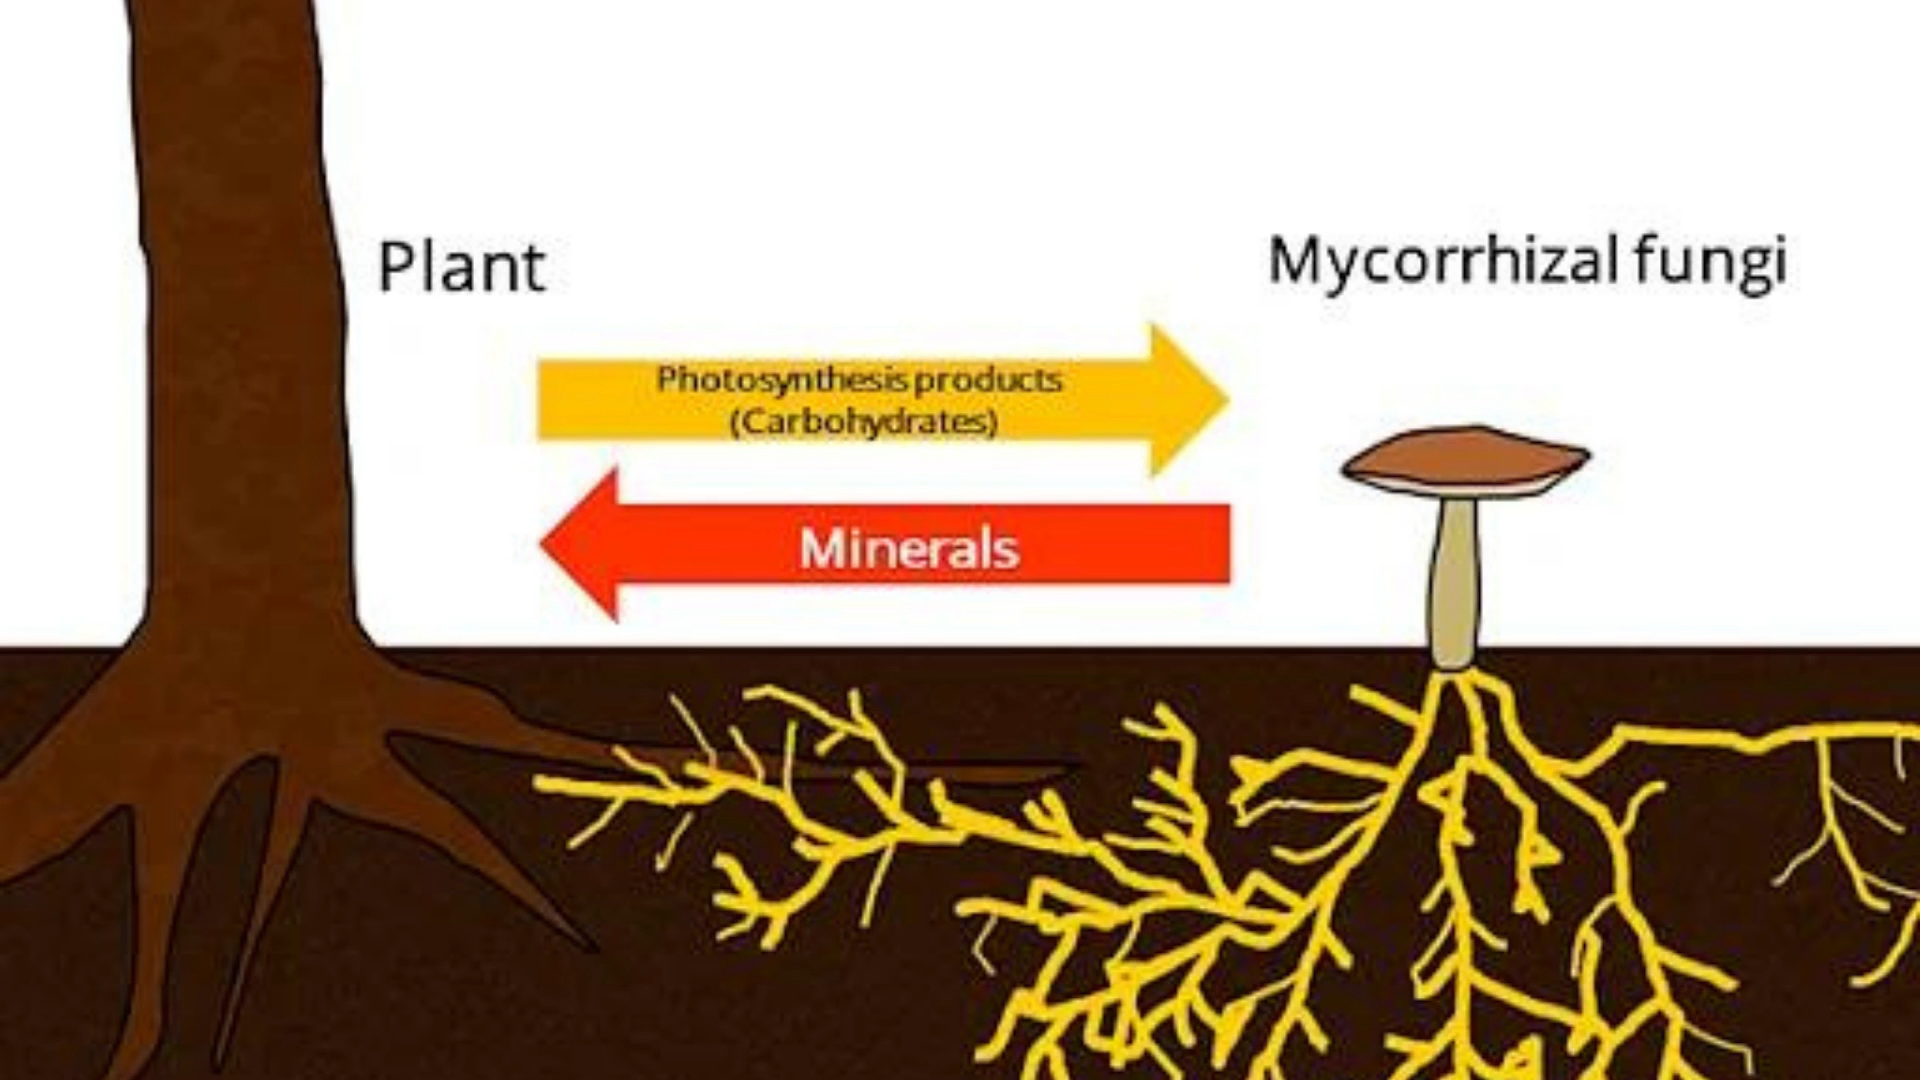 Plant
Mycorrhizal fungi
Photosynthesis products
(Carbohydrates)
Minerals